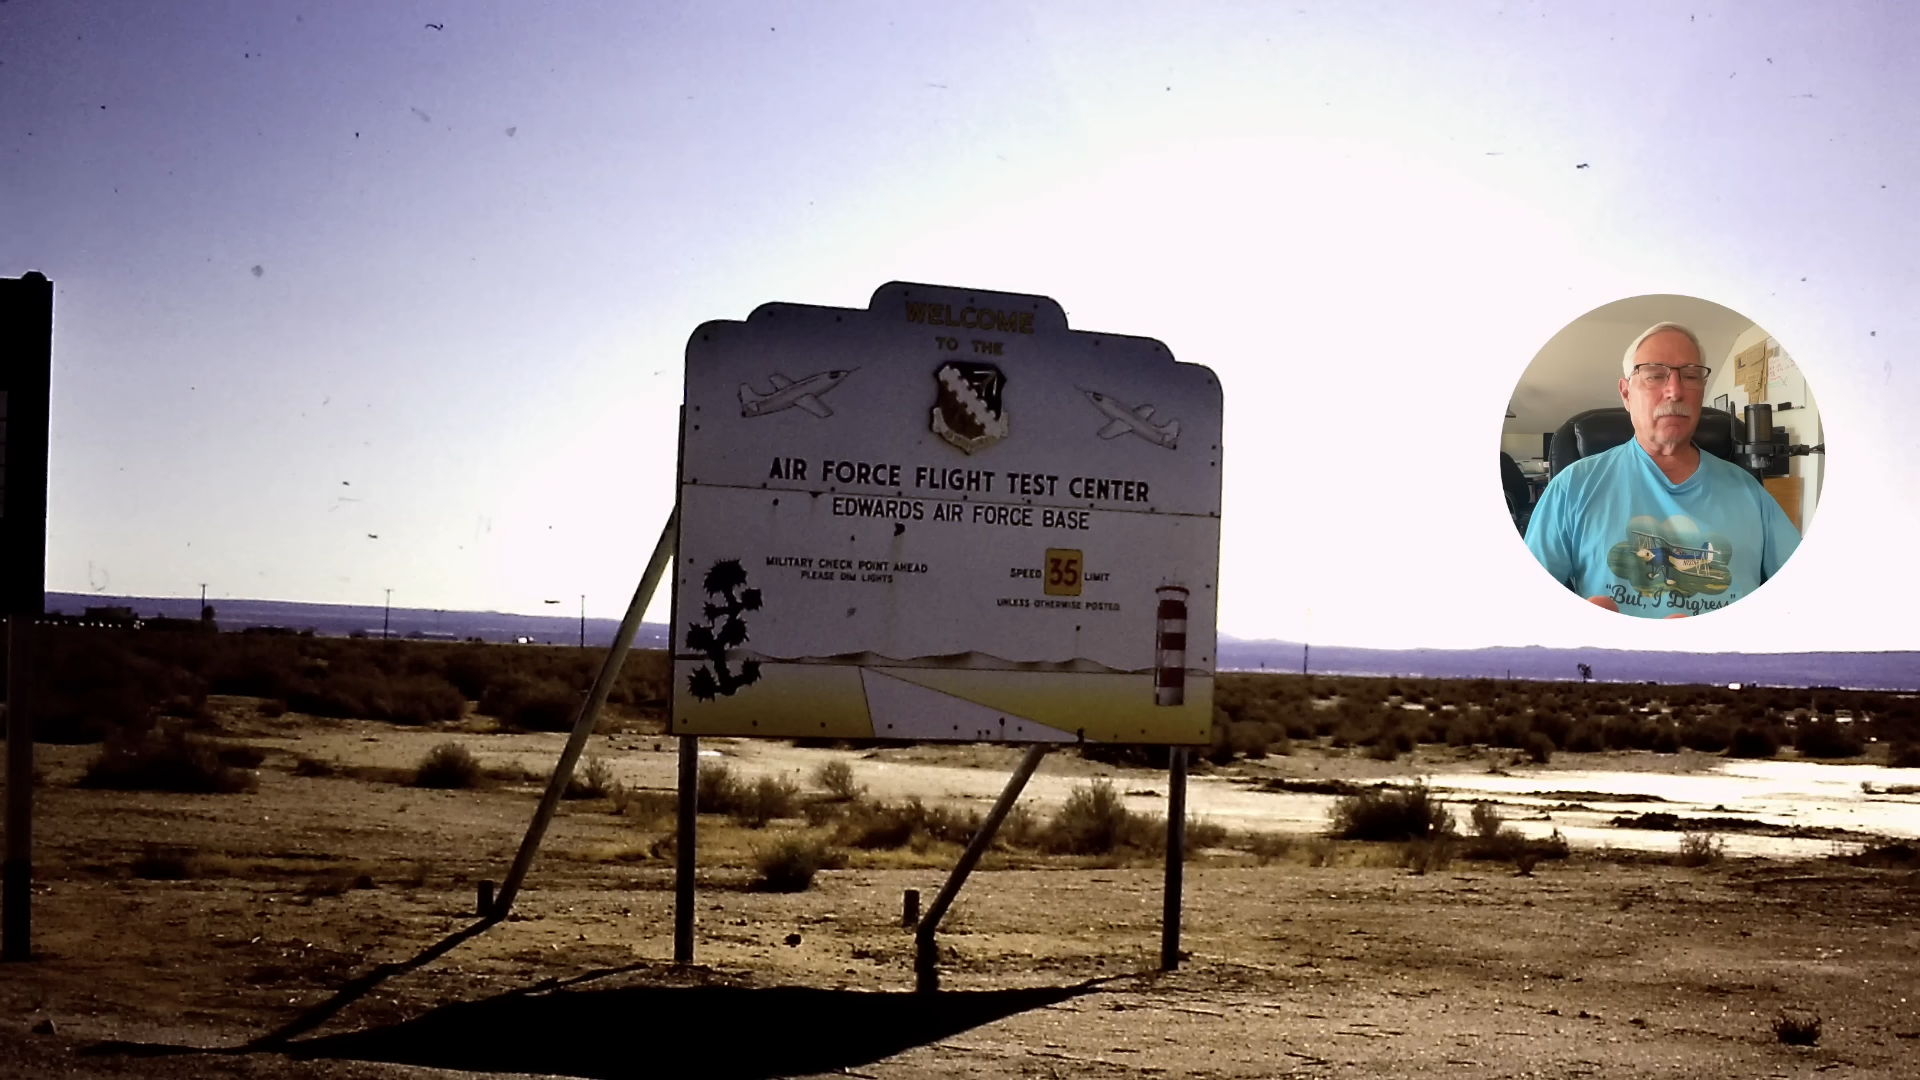 WELCOME
TO THE
AIR FORCE FLIGHT TEST CENTER
EDWARDS AIR FORCE BASE
MILITARY CHECK POINT AHEAD
PLEASE DIM LIGHTS
SPEED 35 LIMIT
UNLESS OTHERWISE POSTED
"But, I Digress"